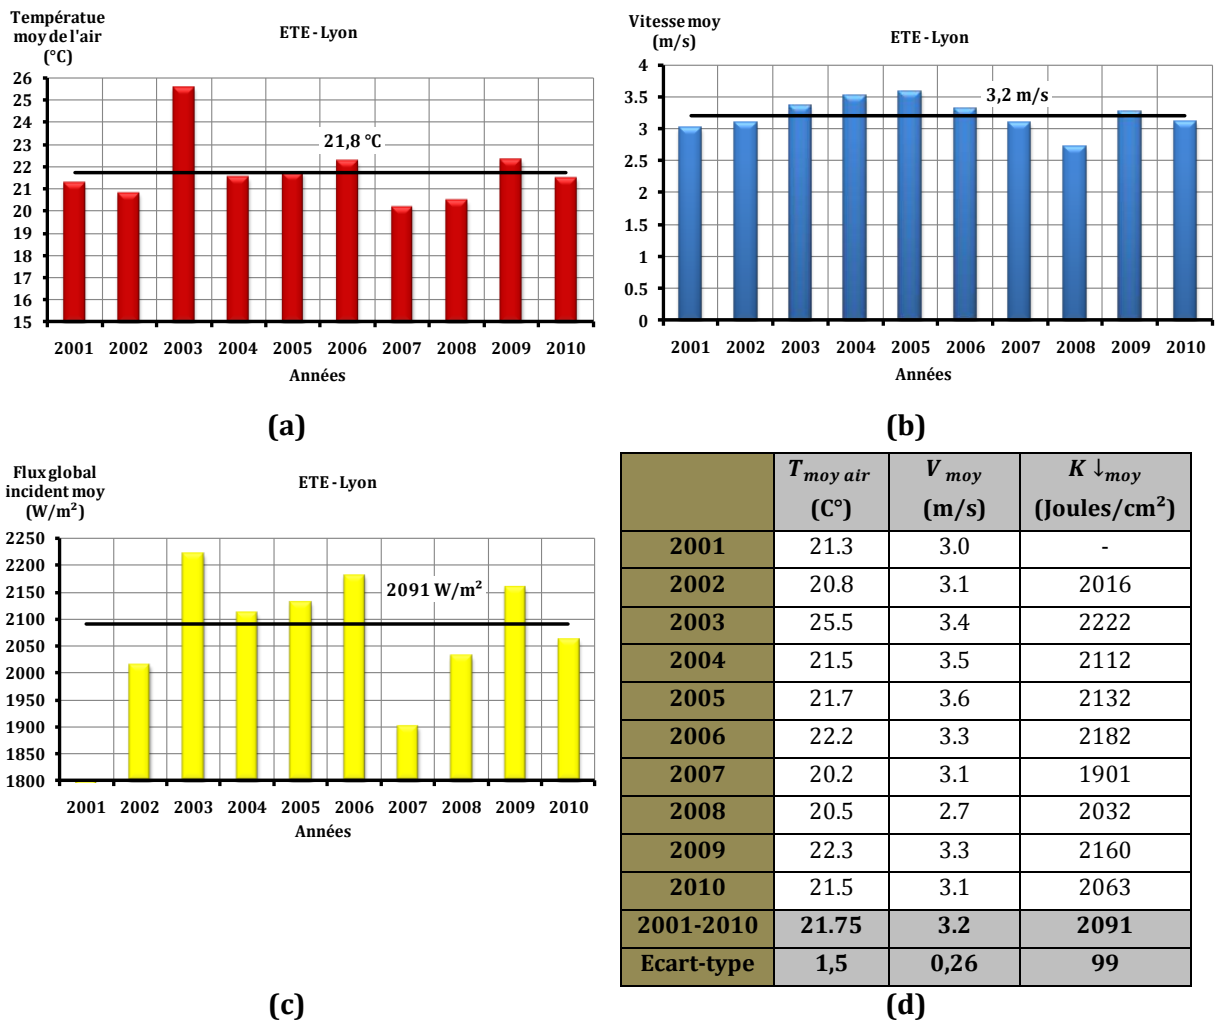 Températue
moy de l'air
(°C)
ETE - Lyon
26
25
24
23
22
21
20
19
18
17
16
15
21,8 °C
2001 2002 2003 2004 2005 2006 2007 2008 2009 2010
Années
(a)
Vitesse moy
(m/s)
ETE - Lyon
4
3.5
3
2.5
2
1.5
1
0.5
0
3,2 m/s
2001 2002 2003 2004 2005 2006 2007 2008 2009 2010
Années
(b)
Flux global
incident moy
(W/m²)
ETE - Lyon
2250
2200
2150
2100
2050
2000
1950
1900
1850
1800
2091 W/m²
2001 2002 2003 2004 2005 2006 2007 2008 2009 2010
Années
(c)
T moy air V moy K ↓moy
(C°) (m/s) (Joules/cm²)
2001 21.3 3.0 -
2002 20.8 3.1 2016
2003 25.5 3.4 2222
2004 21.5 3.5 2112
2005 21.7 3.6 2132
2006 22.2 3.3 2182
2007 20.2 3.1 1901
2008 20.5 2.7 2032
2009 22.3 3.3 2160
2010 21.5 3.1 2063
2001-2010 21.75 3.2 2091
Ecart-type 1,5 0,26 99
(d)